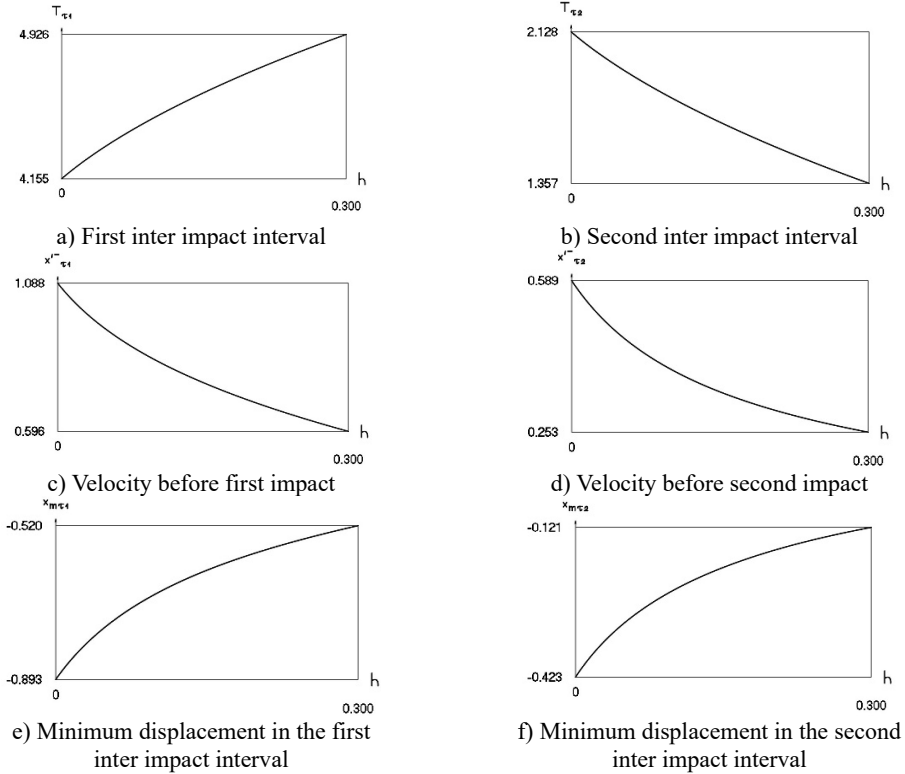 T τ1
4.926
4.155
0
0.300
h
a) First inter impact interval
T τ2
2.128
1.357
0
0.300
h
b) Second inter impact interval
x'⁻ τ1
1.088
0.596
0
0.300
h
c) Velocity before first impact
x'⁻ τ2
0.589
0.253
0
0.300
h
d) Velocity before second impact
x mτ1
-0.520
-0.893
0
0.300
h
e) Minimum displacement in the first
inter impact interval
x mτ2
-0.121
-0.423
0
0.300
h
f) Minimum displacement in the second
inter impact interval